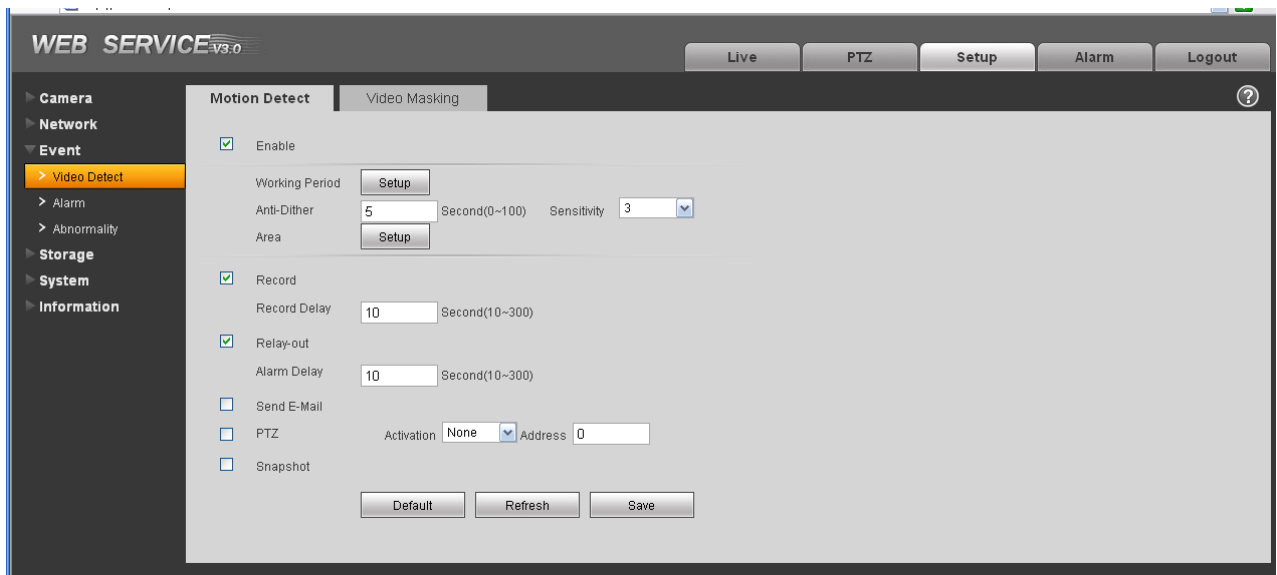 WEB SERVICE V3.0
Live PTZ Setup Alarm Logout
Camera
Network
Event
> Video Detect
> Alarm
> Abnormality
Storage
System
Information
Motion Detect Video Masking ?
Enable
Working Period Setup
Anti-Dither 5 Second(0~100) Sensitivity 3
Area Setup
Record
Record Delay 10 Second(10~300)
Relay-out
Alarm Delay 10 Second(10~300)
Send E-Mail
PTZ Activation None Address 0
Snapshot
Default Refresh Save